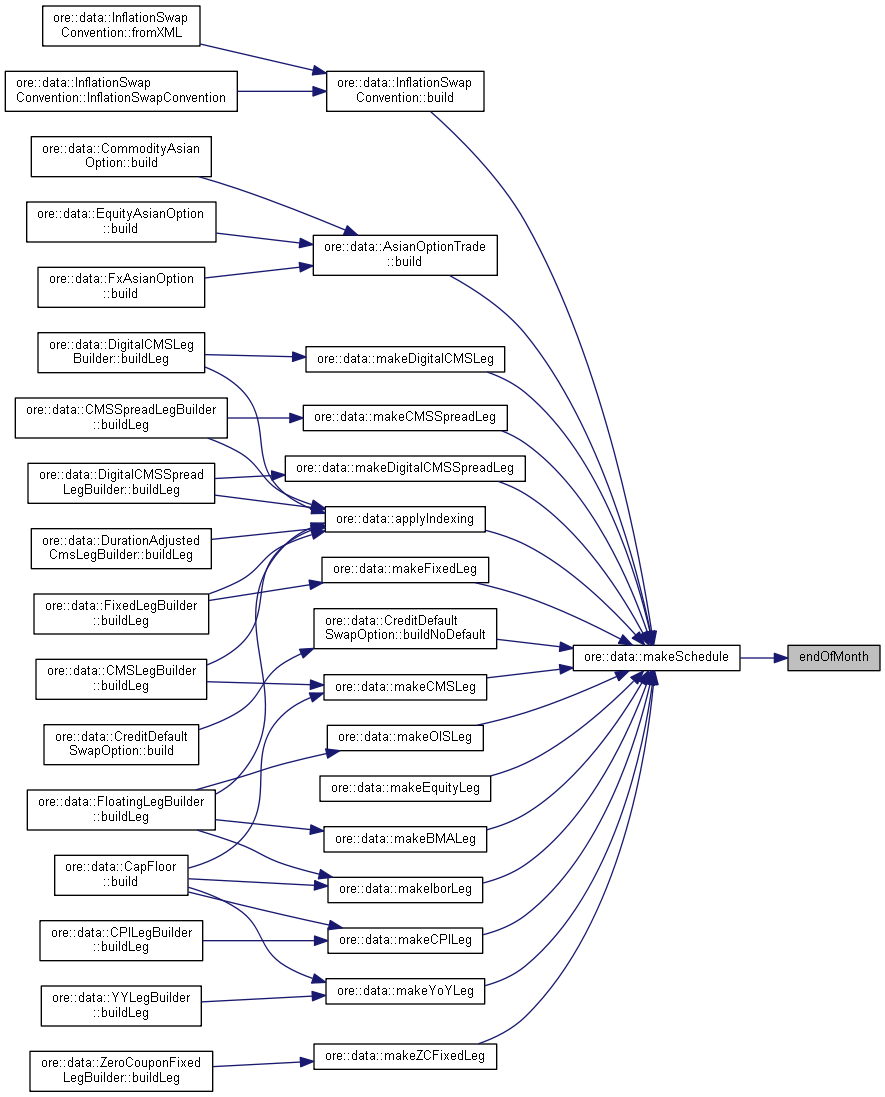 ore::data::InflationSwap
Convention::fromXML
ore::data::InflationSwap
Convention::InflationSwapConvention
ore::data::InflationSwap
Convention::build
ore::data::CommodityAsian
Option::build
ore::data::EquityAsianOption
::build
ore::data::AsianOptionTrade
::build
ore::data::FxAsianOption
::build
ore::data::DigitalCMSLeg
Builder::buildLeg
ore::data::makeDigitalCMSLeg
ore::data::CMSSpreadLegBuilder
::buildLeg
ore::data::makeCMSSpreadLeg
ore::data::DigitalCMSSpread
LegBuilder::buildLeg
ore::data::makeDigitalCMSSpreadLeg
ore::data::applyIndexing
ore::data::DurationAdjusted
CmsLegBuilder::buildLeg
ore::data::makeFixedLeg
ore::data::FixedLegBuilder
::buildLeg
ore::data::CreditDefault
SwapOption::buildNoDefault
ore::data::makeSchedule
endOfMonth
ore::data::CMSLegBuilder
::buildLeg
ore::data::makeCMSLeg
ore::data::CreditDefault
SwapOption::build
ore::data::makeOISLeg
ore::data::makeEquityLeg
ore::data::FloatingLegBuilder
::buildLeg
ore::data::makeBMALeg
ore::data::CapFloor
::build
ore::data::makeIborLeg
ore::data::CPILegBuilder
::buildLeg
ore::data::makeCPILeg
ore::data::YYLegBuilder
::buildLeg
ore::data::makeYoYLeg
ore::data::ZeroCouponFixed
LegBuilder::buildLeg
ore::data::makeZCFixedLeg